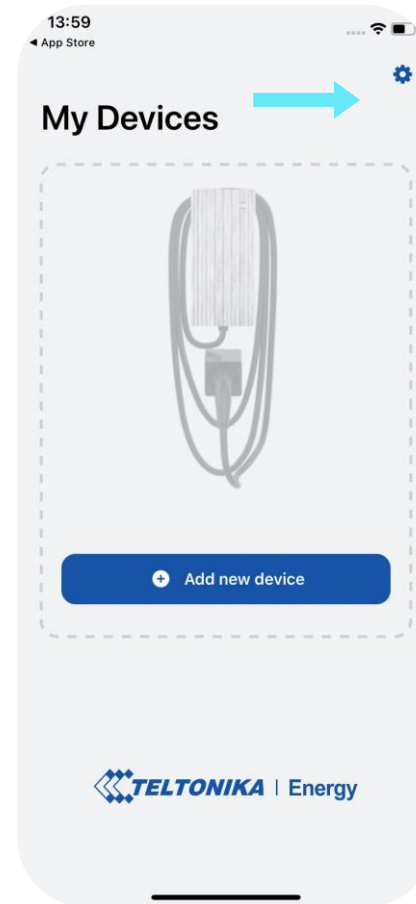 13:59
◀ App Store
My Devices
Add new device
TELTONIKA | Energy